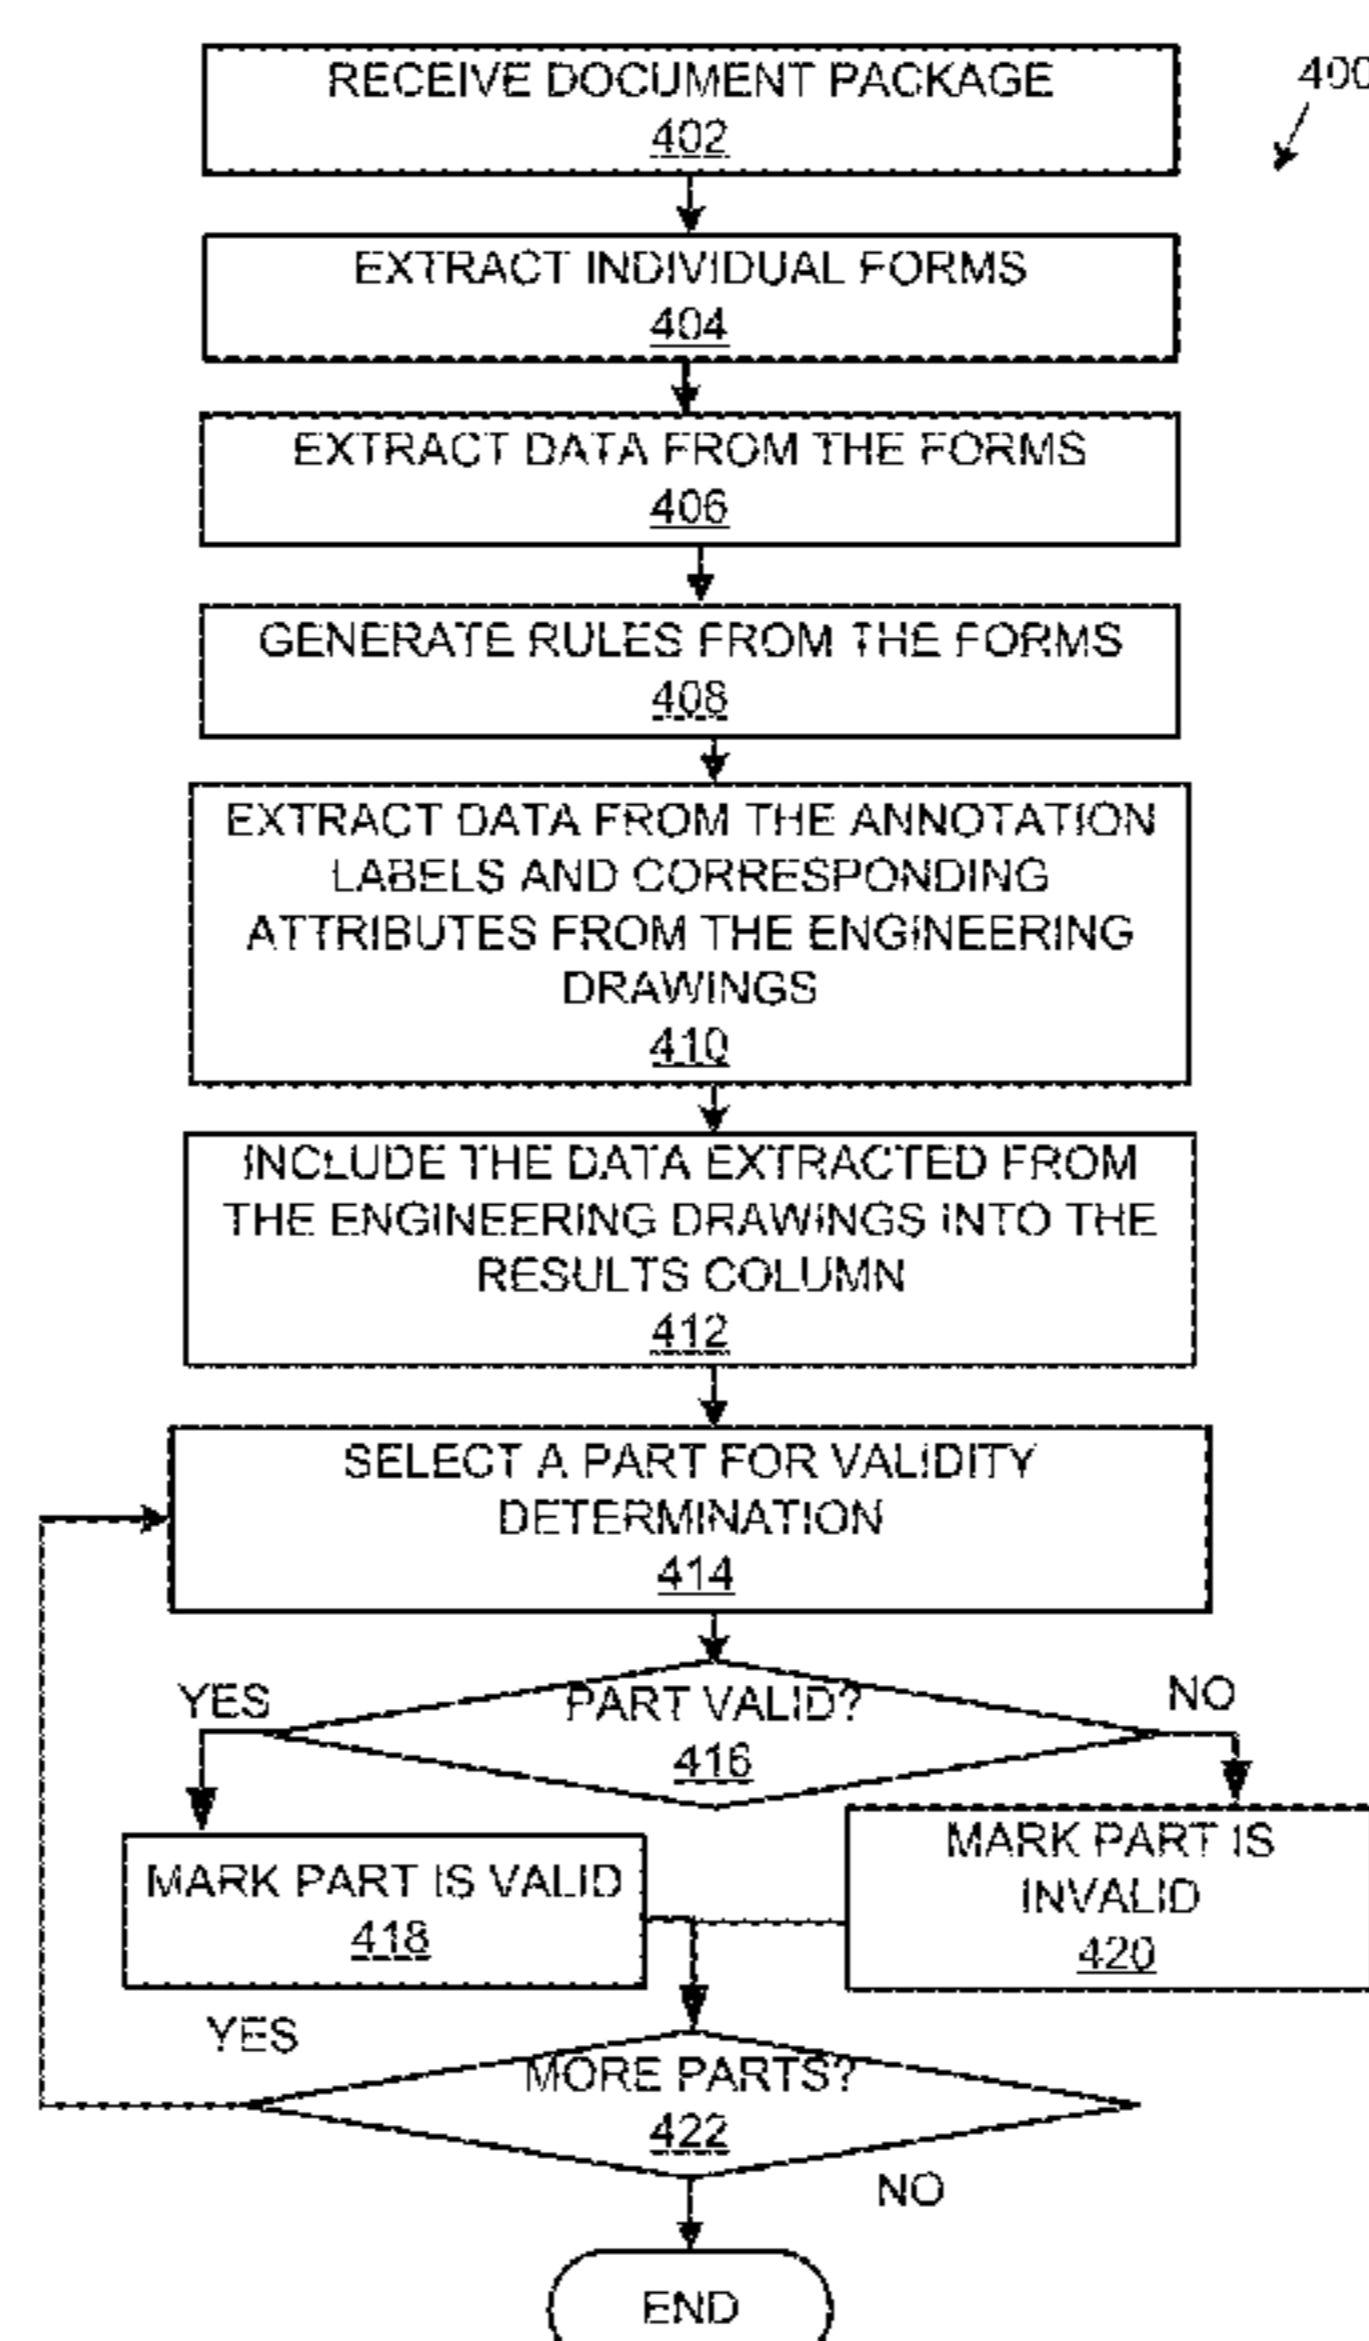 RECEIVE DOCUMENT PACKAGE
402
400
EXTRACT INDIVIDUAL FORMS
404
EXTRACT DATA FROM THE FORMS
406
GENERATE RULES FROM THE FORMS
408
EXTRACT DATA FROM THE ANNOTATION
LABELS AND CORRESPONDING
ATTRIBUTES FROM THE ENGINEERING
DRAWINGS
410
INCLUDE THE DATA EXTRACTED FROM
THE ENGINEERING DRAWINGS INTO THE
RESULTS COLUMN
412
SELECT A PART FOR VALIDITY
DETERMINATION
414
YES
PART VALID?
416
NO
MARK PART IS VALID
418
MARK PART IS
INVALID
420
YES
MORE PARTS?
422
NO
END